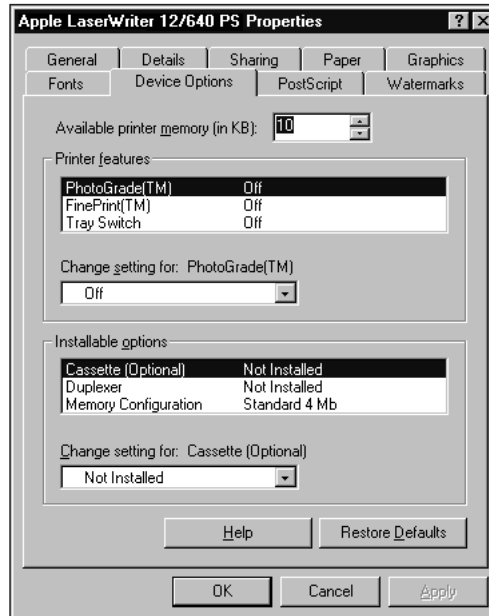 Apple LaserWriter 12/640 PS Properties
General Details Sharing Paper Graphics
Fonts Device Options PostScript Watermarks
Available printer memory (in KB): 10
Printer features
PhotoGrade(TM) Off
FinePrint(TM) Off
Tray Switch Off
Change setting for: PhotoGrade(TM)
Off
Installable options
Cassette (Optional) Not Installed
Duplexer Not Installed
Memory Configuration Standard 4 Mb
Change setting for: Cassette (Optional)
Not Installed
Help Restore Defaults
OK Cancel Apply